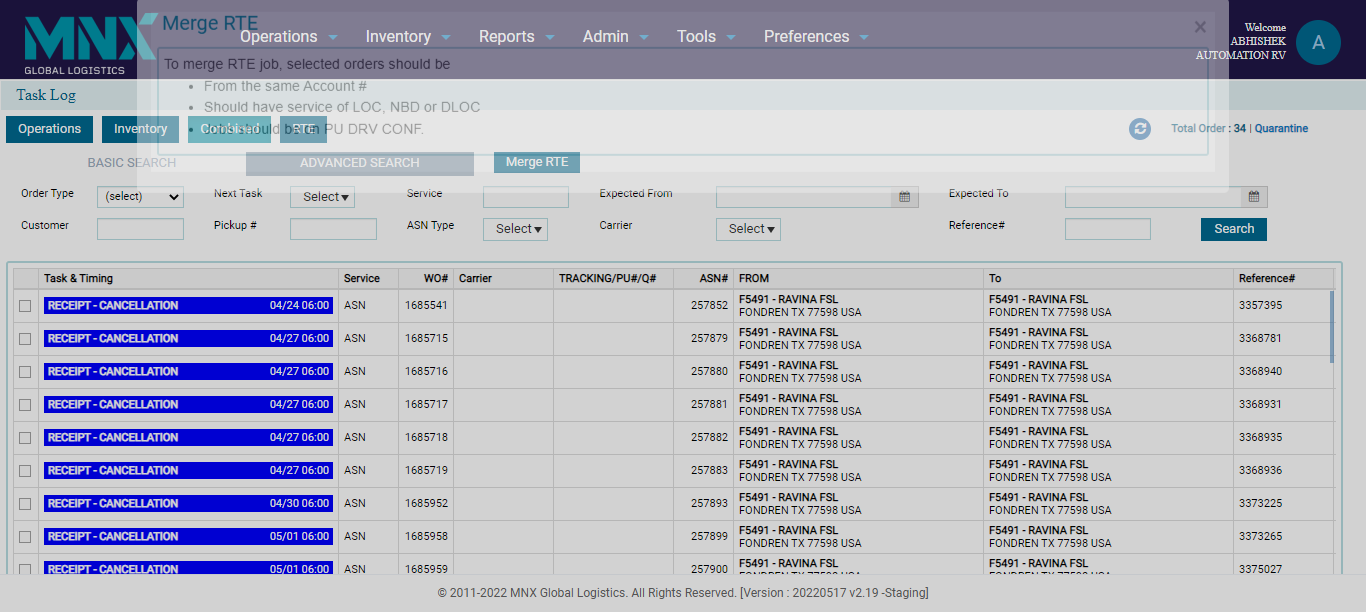 MNX
GLOBAL LOGISTICS
Merge RTE
×
Operations Inventory Reports Admin Tools Preferences
Welcome
ABHISHEK
AUTOMATION RV
A
To merge RTE job, selected orders should be
From the same Account #
Should have service of LOC, NBD or DLOC
Jobs should be in PU DRV CONF.
Task Log
Operations Inventory Combined RTE
Total Order : 34 | Quarantine
BASIC SEARCH ADVANCED SEARCH Merge RTE
Order Type (select) Next Task Select Service Expected From Expected To
Customer Pickup # ASN Type Select Carrier Select Reference# Search
Task & Timing Service WO# Carrier TRACKING/PU#/Q# ASN# FROM To Reference#
RECEIPT - CANCELLATION 04/24 06:00 ASN 1685541 257852 F5491 - RAVINA FSL F5491 - RAVINA FSL 3357395
FONDREN TX 77598 USA FONDREN TX 77598 USA
RECEIPT - CANCELLATION 04/27 06:00 ASN 1685715 257879 F5491 - RAVINA FSL F5491 - RAVINA FSL 3368781
FONDREN TX 77598 USA FONDREN TX 77598 USA
RECEIPT - CANCELLATION 04/27 06:00 ASN 1685716 257880 F5491 - RAVINA FSL F5491 - RAVINA FSL 3368940
FONDREN TX 77598 USA FONDREN TX 77598 USA
RECEIPT - CANCELLATION 04/27 06:00 ASN 1685717 257881 F5491 - RAVINA FSL F5491 - RAVINA FSL 3368931
FONDREN TX 77598 USA FONDREN TX 77598 USA
RECEIPT - CANCELLATION 04/27 06:00 ASN 1685718 257882 F5491 - RAVINA FSL F5491 - RAVINA FSL 3368935
FONDREN TX 77598 USA FONDREN TX 77598 USA
RECEIPT - CANCELLATION 04/27 06:00 ASN 1685719 257883 F5491 - RAVINA FSL F5491 - RAVINA FSL 3368936
FONDREN TX 77598 USA FONDREN TX 77598 USA
RECEIPT - CANCELLATION 04/30 06:00 ASN 1685952 257893 F5491 - RAVINA FSL F5491 - RAVINA FSL 3373225
FONDREN TX 77598 USA FONDREN TX 77598 USA
RECEIPT - CANCELLATION 05/01 06:00 ASN 1685958 257899 F5491 - RAVINA FSL F5491 - RAVINA FSL 3373265
FONDREN TX 77598 USA FONDREN TX 77598 USA
RECEIPT - CANCELLATION 05/01 06:00 ASN 1685959 257900 F5491 - RAVINA FSL F5491 - RAVINA FSL 3375027
FONDREN TX 77598 USA FONDREN TX 77598 USA
© 2011-2022 MNX Global Logistics. All Rights Reserved. [Version : 20220517 v2.19 -Staging]